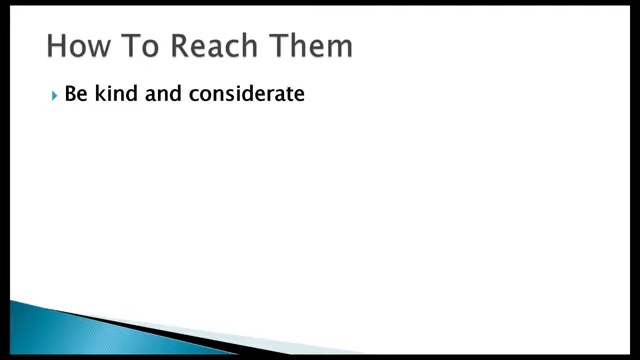 How To Reach Them
Be kind and considerate